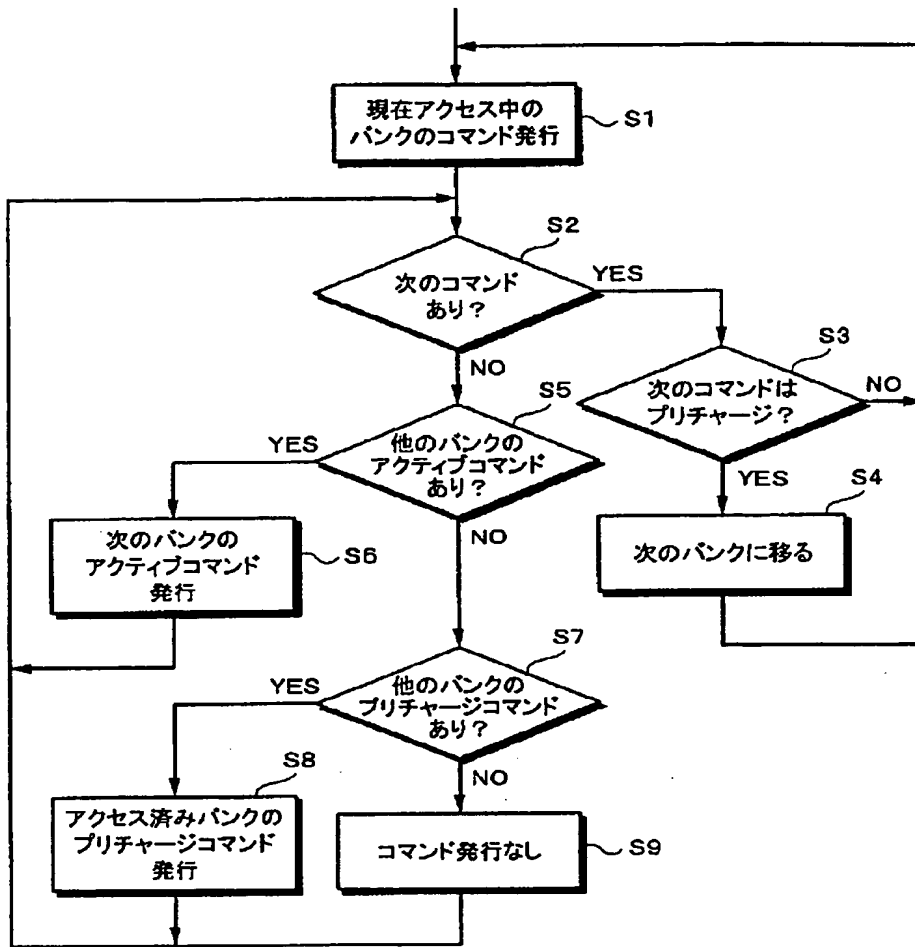 現在アクセス中の
バンクのコマンド発行
S1
S2
次のコマンド
あり？
YES
NO
S3
次のコマンドは
プリチャージ？
NO
YES
S4
次のバンクに移る
S5
他のバンクの
アクティブコマンド
あり？
YES
NO
次のバンクの
アクティブコマンド
発行
S6
S7
他のバンクの
プリチャージコマンド
あり？
YES
NO
S8
アクセス済みバンクの
プリチャージコマンド
発行
コマンド発行なし
S9